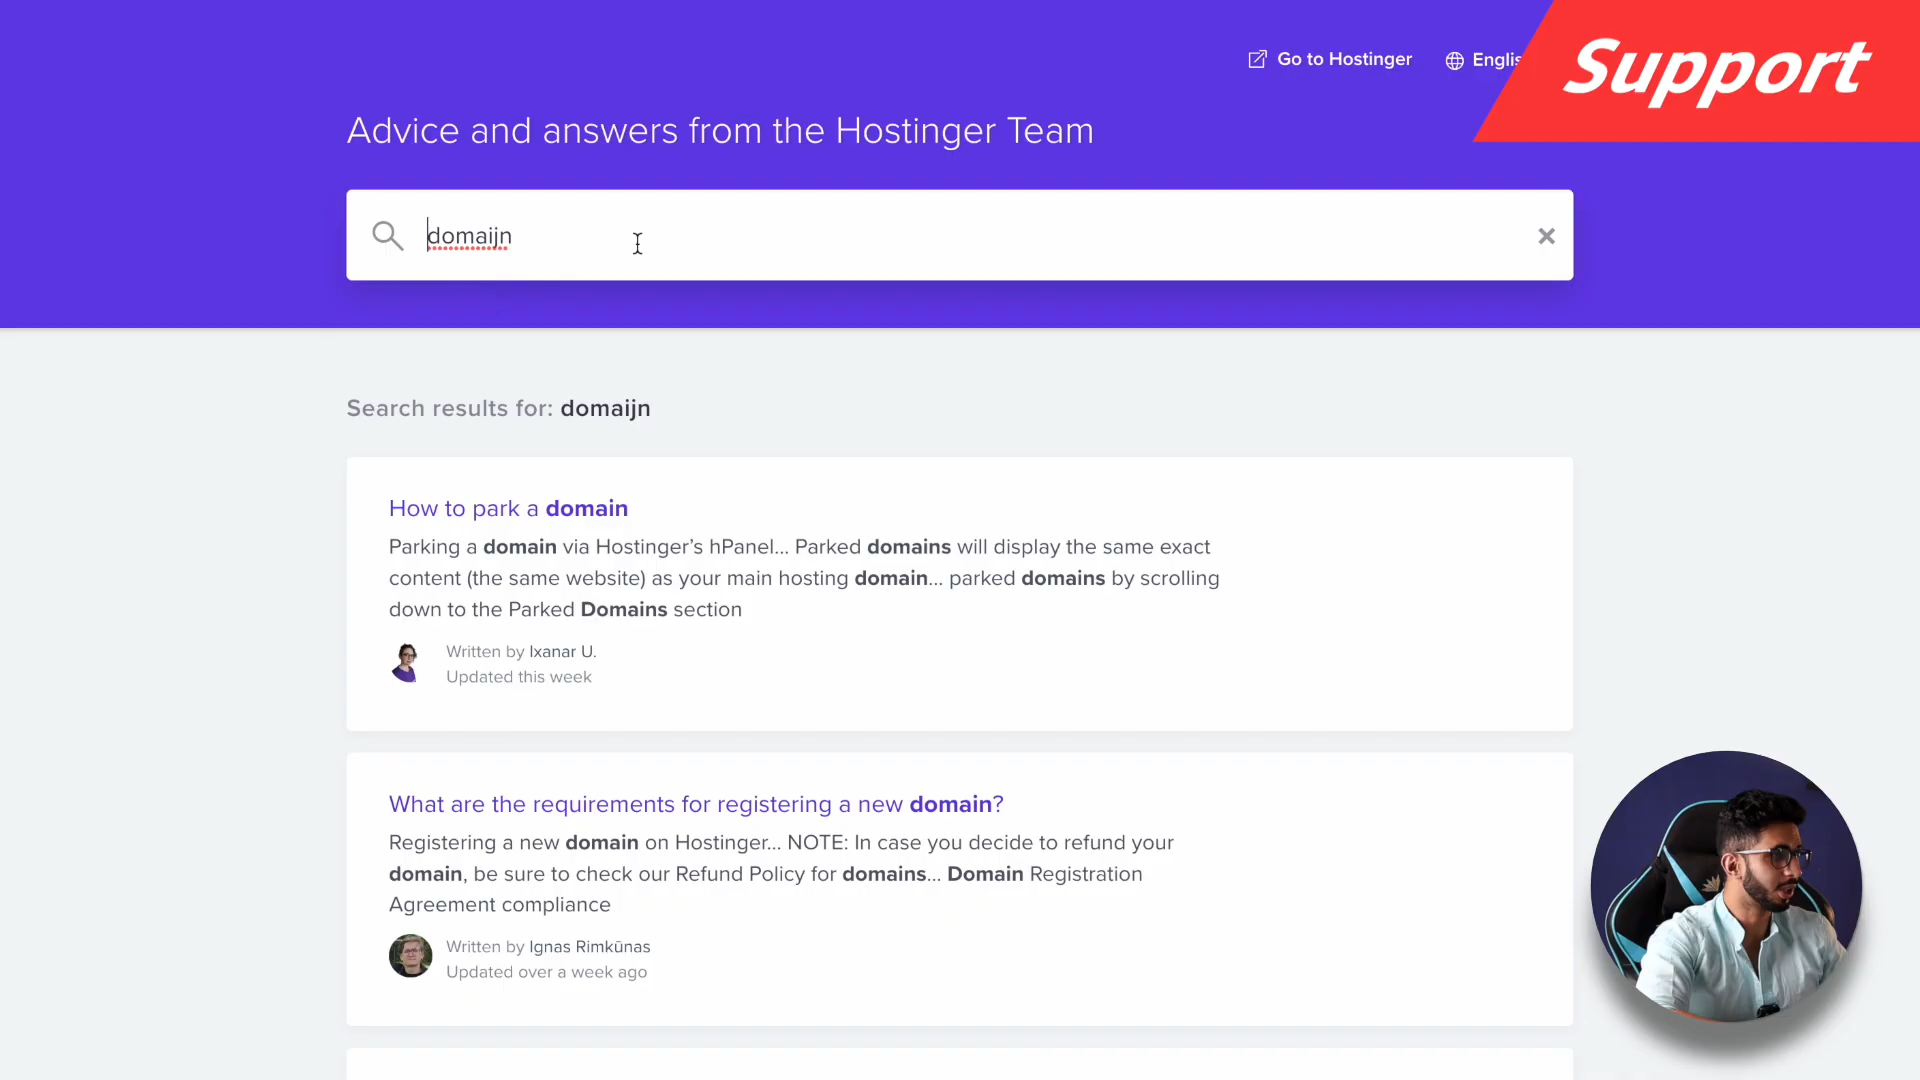 Go to Hostinger
Englis
Support
Advice and answers from the Hostinger Team
domaijn
Search results for: domaijn
How to park a domain
Parking a domain via Hostinger’s hPanel... Parked domains will display the same exact
content (the same website) as your main hosting domain... parked domains by scrolling
down to the Parked Domains section
Written by Ixanar U.
Updated this week
What are the requirements for registering a new domain?
Registering a new domain on Hostinger... NOTE: In case you decide to refund your
domain, be sure to check our Refund Policy for domains... Domain Registration
Agreement compliance
Written by Ignas Rimkūnas
Updated over a week ago